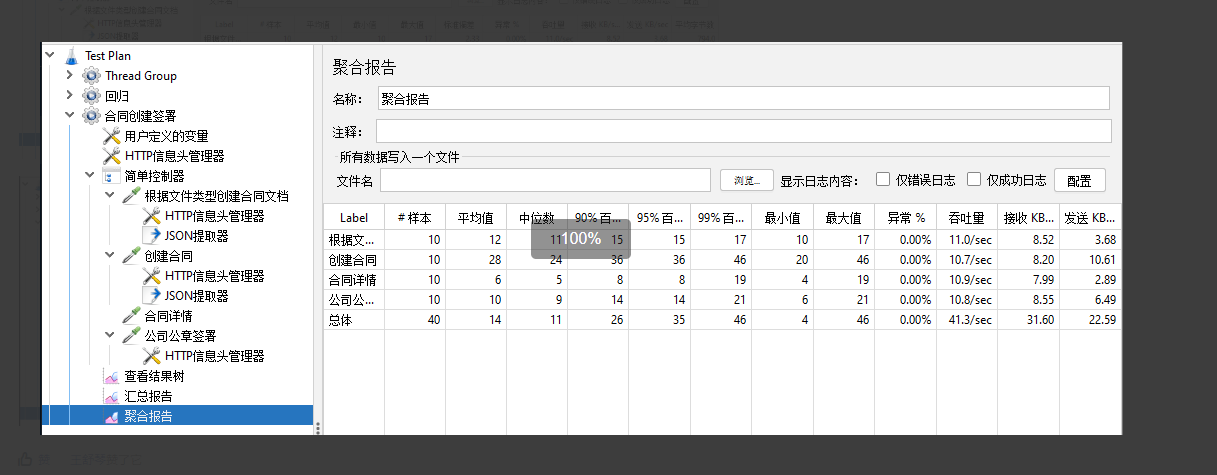 Test Plan
Thread Group
回归
合同创建签署
用户定义的变量
HTTP信息头管理器
简单控制器
根据文件类型创建合同文档
HTTP信息头管理器
JSON提取器
创建合同
HTTP信息头管理器
JSON提取器
合同详情
公司公章签署
HTTP信息头管理器
查看结果树
汇总报告
聚合报告
聚合报告
名称： 聚合报告
注释：
所有数据写入一个文件
文件名 浏览... 显示日志内容： 仅错误日志 仅成功日志 配置
Label # 样本 平均值 中位数 90% 百... 95% 百... 99% 百... 最小值 最大值 异常 % 吞吐量 接收 KB... 发送 KB...
根据文... 10 12 11 15 15 17 10 17 0.00% 11.0/sec 8.52 3.68
100%
创建合同 10 28 24 36 36 46 20 46 0.00% 10.7/sec 8.20 10.61
合同详情 10 6 5 8 8 19 4 19 0.00% 10.9/sec 7.99 2.89
公司公... 10 10 9 14 14 21 6 21 0.00% 10.8/sec 8.55 6.49
总体 40 14 11 26 35 46 4 46 0.00% 41.3/sec 31.60 22.59